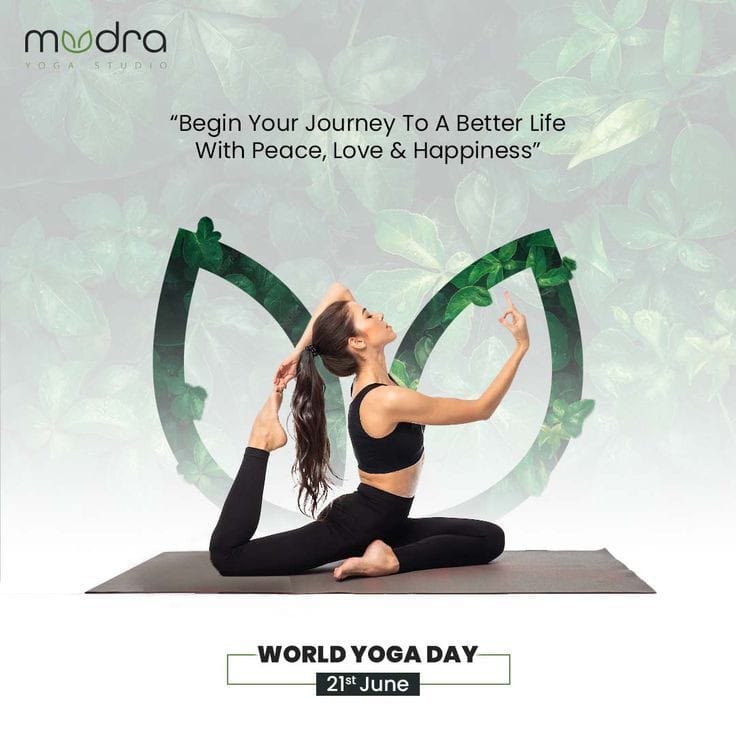 mudra
YOGA STUDIO
“Begin Your Journey To A Better Life
With Peace, Love & Happiness”
WORLD YOGA DAY
21st June